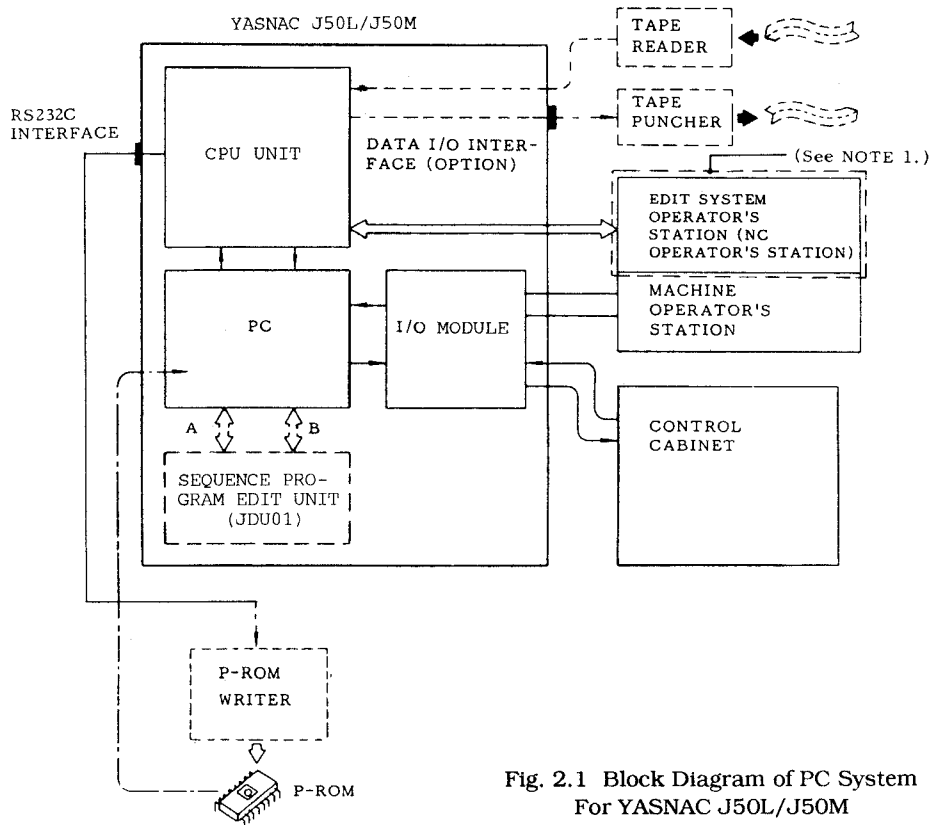 YASNAC J50L/J50M
TAPE
READER
RS232C
INTERFACE
TAPE
PUNCHER
CPU UNIT
DATA I/O INTER-
FACE (OPTION)
(See NOTE 1.)
EDIT SYSTEM
OPERATOR'S
STATION (NC
OPERATOR'S STATION)
MACHINE
OPERATOR'S
STATION
PC
I/O MODULE
A
B
CONTROL
CABINET
SEQUENCE PRO-
GRAM EDIT UNIT
(JDU01)
P-ROM
WRITER
P-ROM
Fig. 2.1 Block Diagram of PC System
For YASNAC J50L/J50M